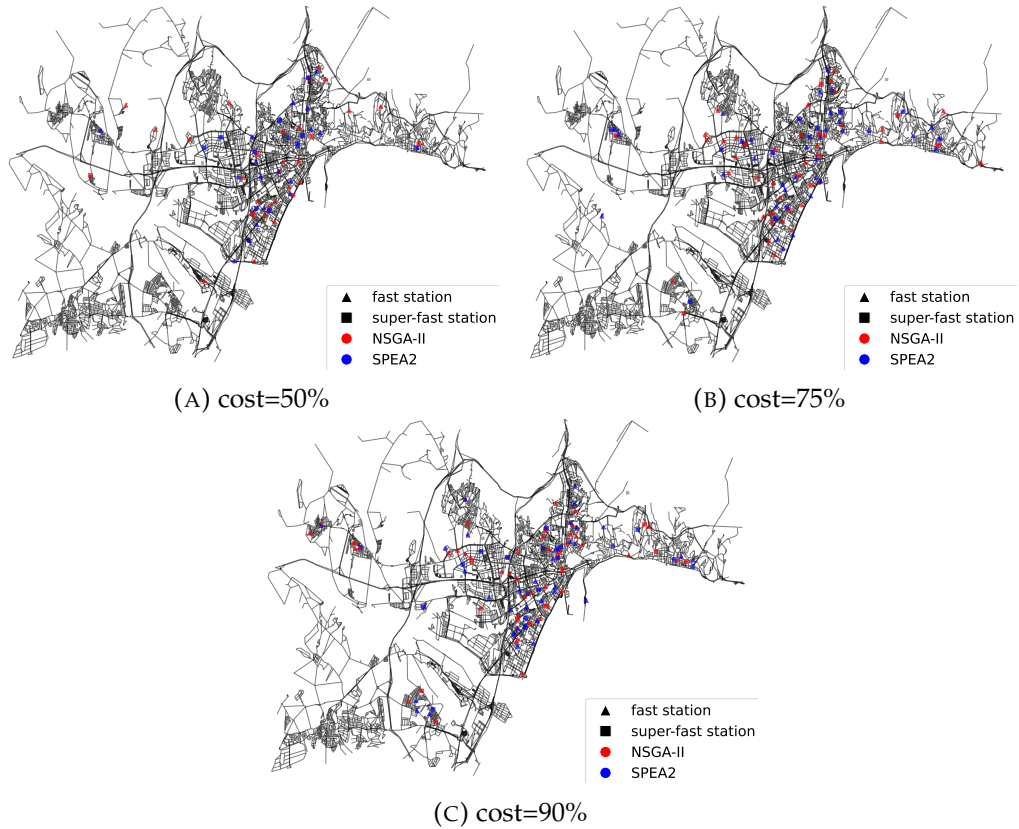 fast station
super-fast station
NSGA-II
SPEA2
(A) cost=50%
fast station
super-fast station
NSGA-II
SPEA2
(B) cost=75%
fast station
super-fast station
NSGA-II
SPEA2
(C) cost=90%